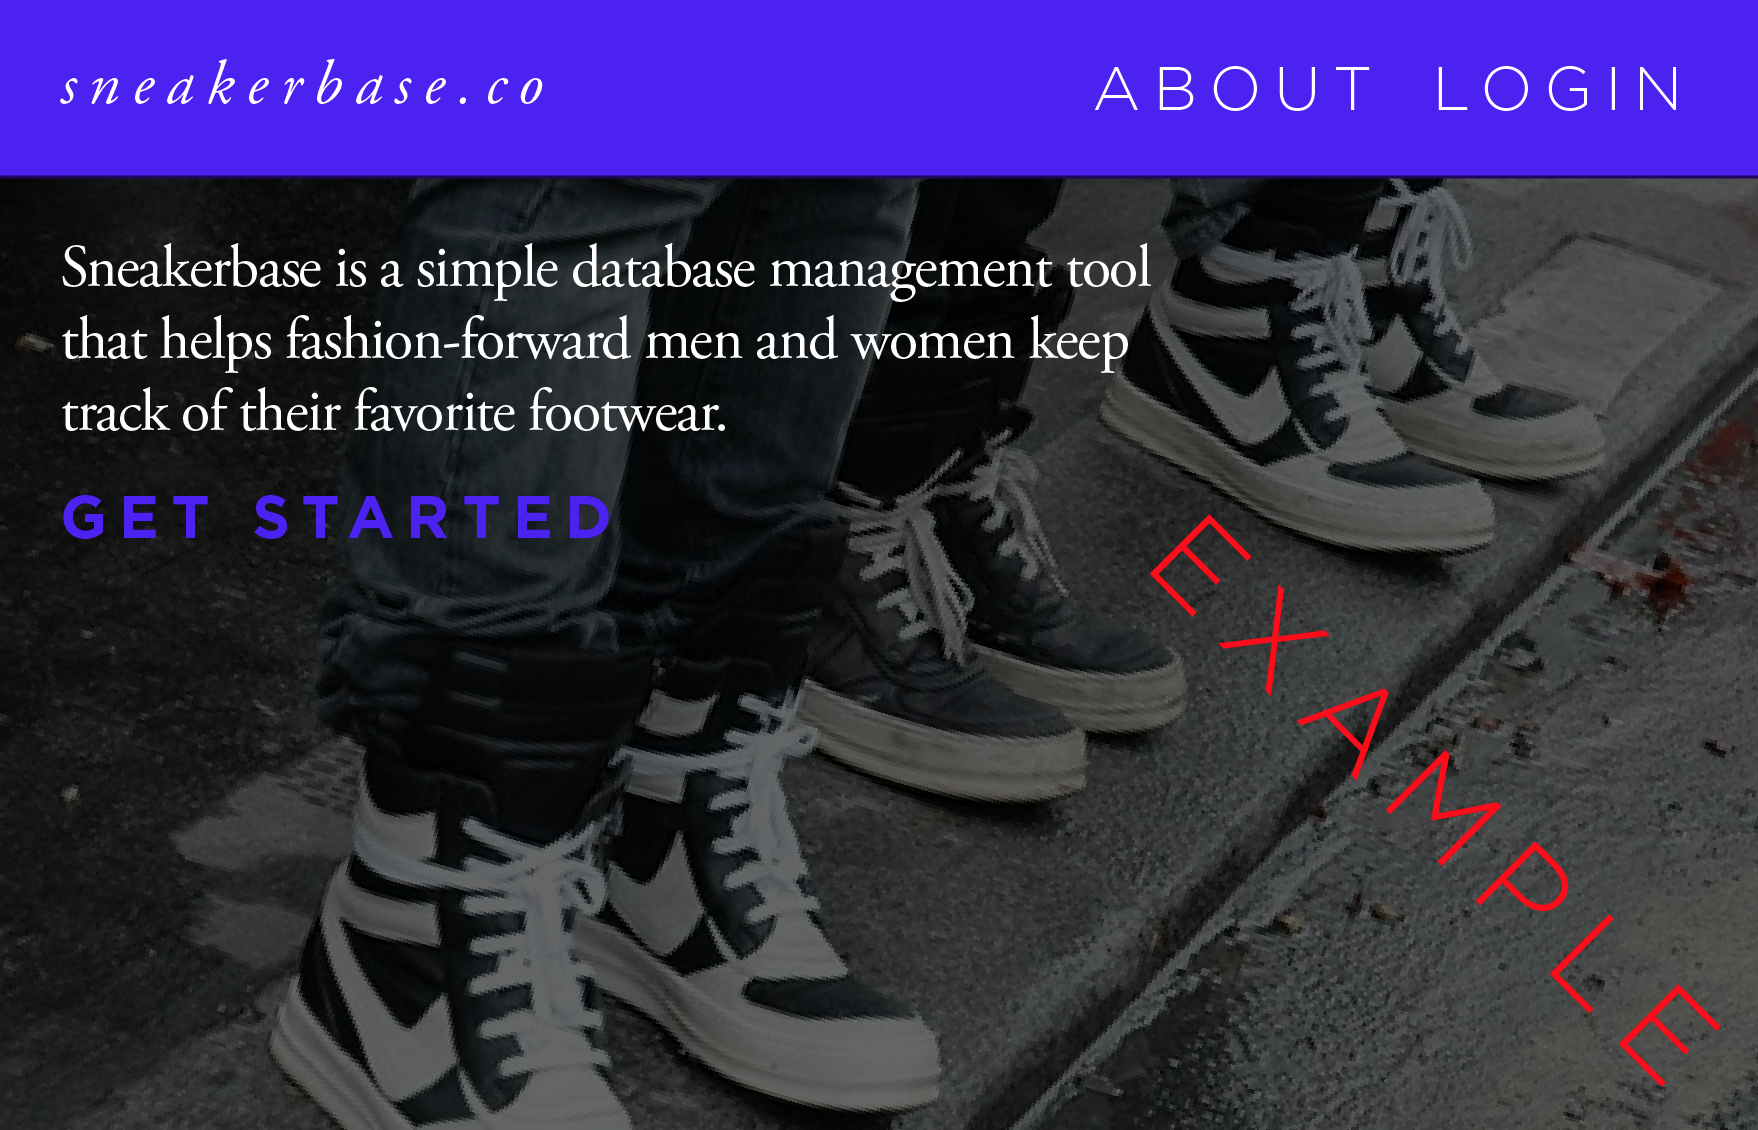 sneakerbase.co
ABOUT LOGIN
Sneakerbase is a simple database management tool
that helps fashion-forward men and women keep
track of their favorite footwear.
GET STARTED
EXAMPLE